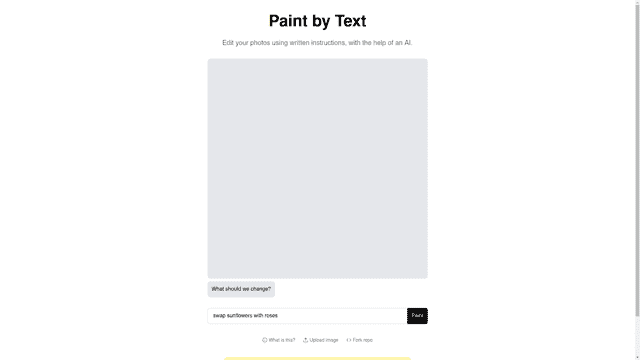 Paint by Text
Edit your photos using written instructions, with the help of an AI.
What should we change?
swap sunflowers with roses
Paint
What is this?
Upload image
Fork repo